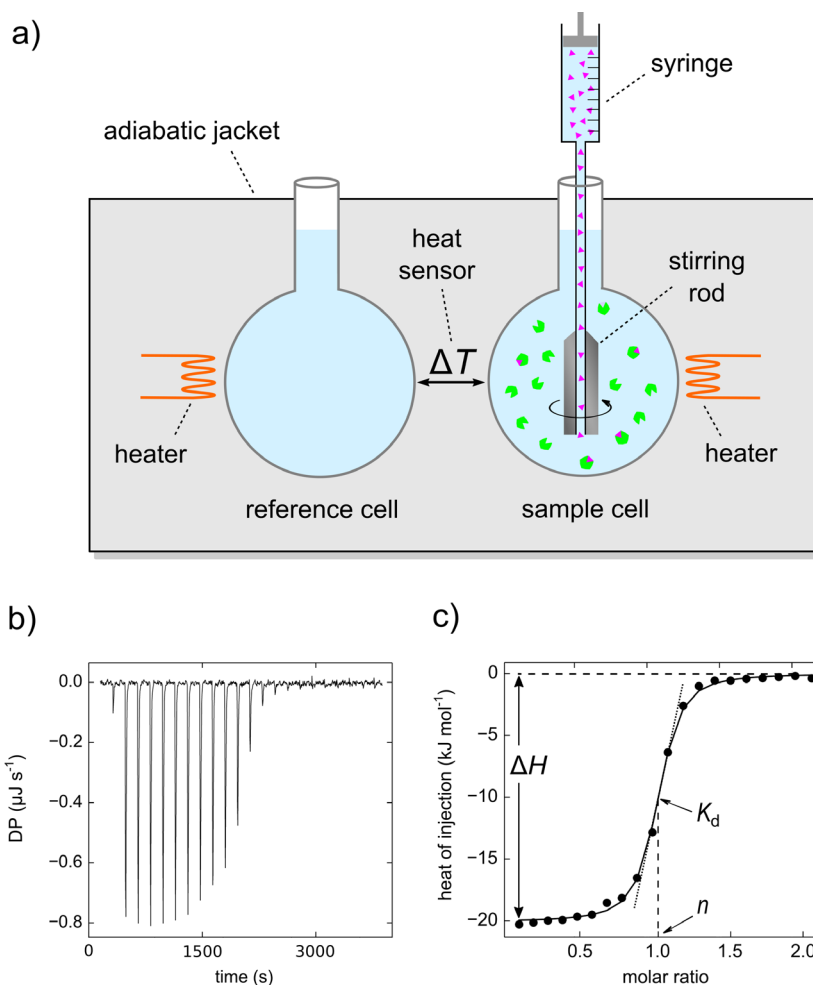 a)
syringe
adiabatic jacket
heat
sensor
stirring
rod
ΔT
heater
heater
reference cell
sample cell
b)
DP (μJ s⁻¹)
0.0
−0.2
−0.4
−0.6
−0.8
0
1500
3000
time (s)
c)
heat of injection (kJ mol⁻¹)
0
−5
−10
−15
−20
ΔH
Kd
n
0.5
1.0
1.5
2.0
molar ratio